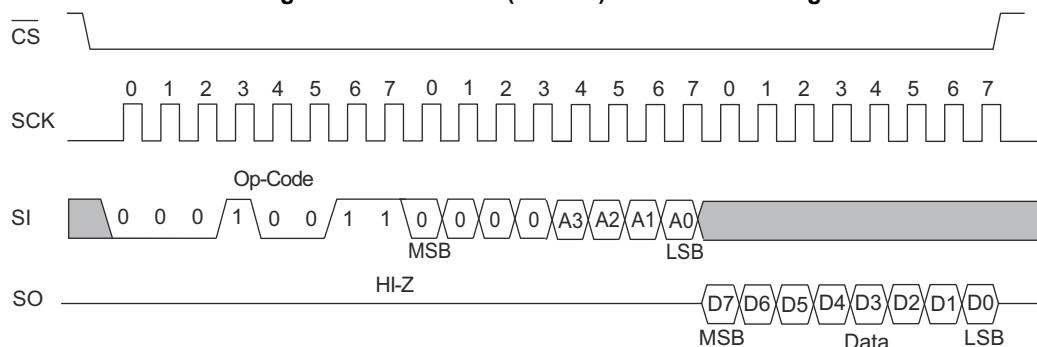 CS
0 1 2 3 4 5 6 7 0 1 2 3 4 5 6 7 0 1 2 3 4 5 6 7
SCK
Op-Code
SI 0 0 0 1 0 0 1 1 0 0 0 0 A3 A2 A1 A0
MSB LSB
HI-Z
SO D7 D6 D5 D4 D3 D2 D1 D0
MSB Data LSB